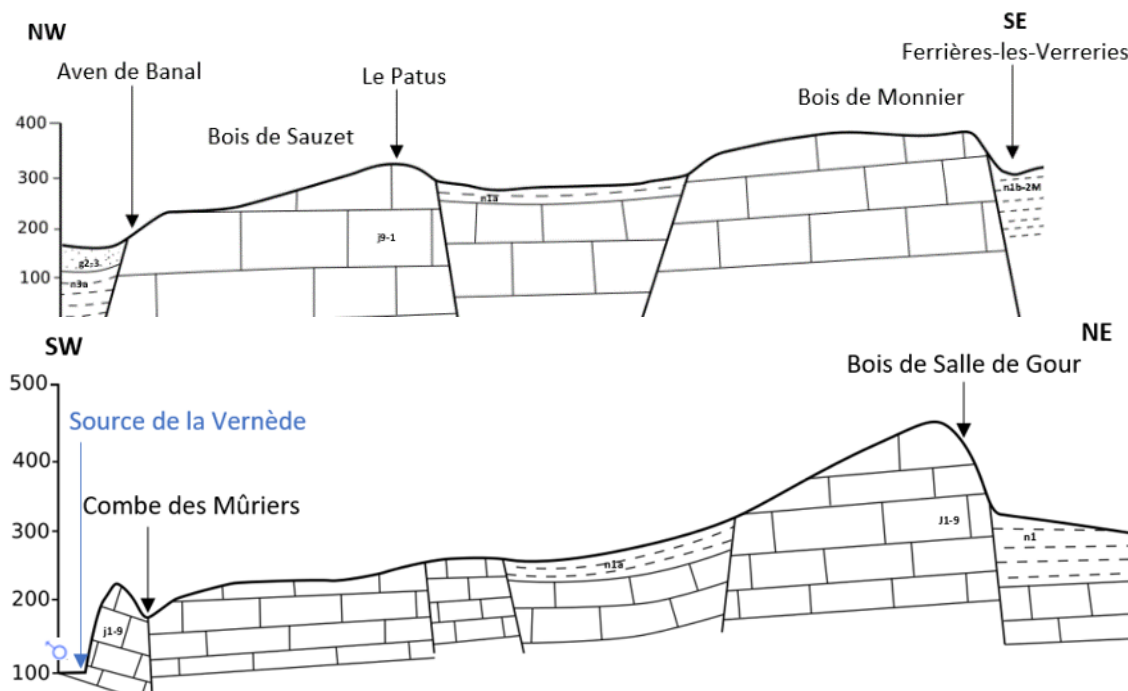 NW
SE
Ferrières-les-Verreries
Aven de Banal
Le Patus
Bois de Monnier
Bois de Sauzet
400
300
200
100
n1a
n1b-2M
j9-1
g2-3
n3a
SW
NE
Bois de Salle de Gour
500
Source de la Vernède
400
Combe des Mûriers
300
200
100
J1-9
n1
n1a
j1-9